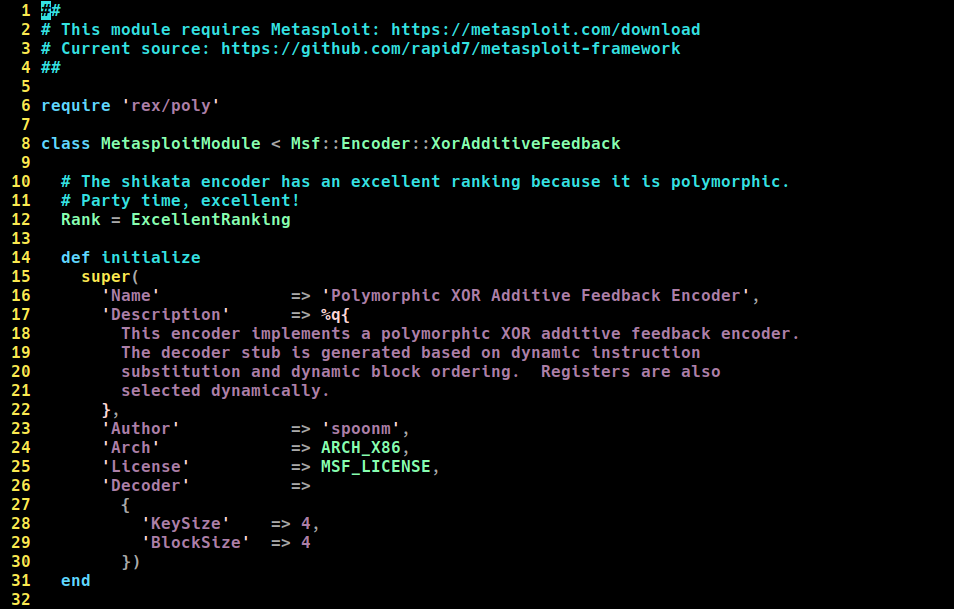 1 ##
2 # This module requires Metasploit: https://metasploit.com/download
3 # Current source: https://github.com/rapid7/metasploit-framework
4 ##
5
6 require 'rex/poly'
7
8 class MetasploitModule < Msf::Encoder::XorAdditiveFeedback
9
10   # The shikata encoder has an excellent ranking because it is polymorphic.
11   # Party time, excellent!
12   Rank = ExcellentRanking
13
14   def initialize
15     super(
16       'Name'             => 'Polymorphic XOR Additive Feedback Encoder',
17       'Description'      => %q{
18         This encoder implements a polymorphic XOR additive feedback encoder.
19         The decoder stub is generated based on dynamic instruction
20         substitution and dynamic block ordering.  Registers are also
21         selected dynamically.
22       },
23       'Author'           => 'spoonm',
24       'Arch'             => ARCH_X86,
25       'License'          => MSF_LICENSE,
26       'Decoder'          =>
27         {
28           'KeySize'    => 4,
29           'BlockSize'  => 4
30         })
31   end
32